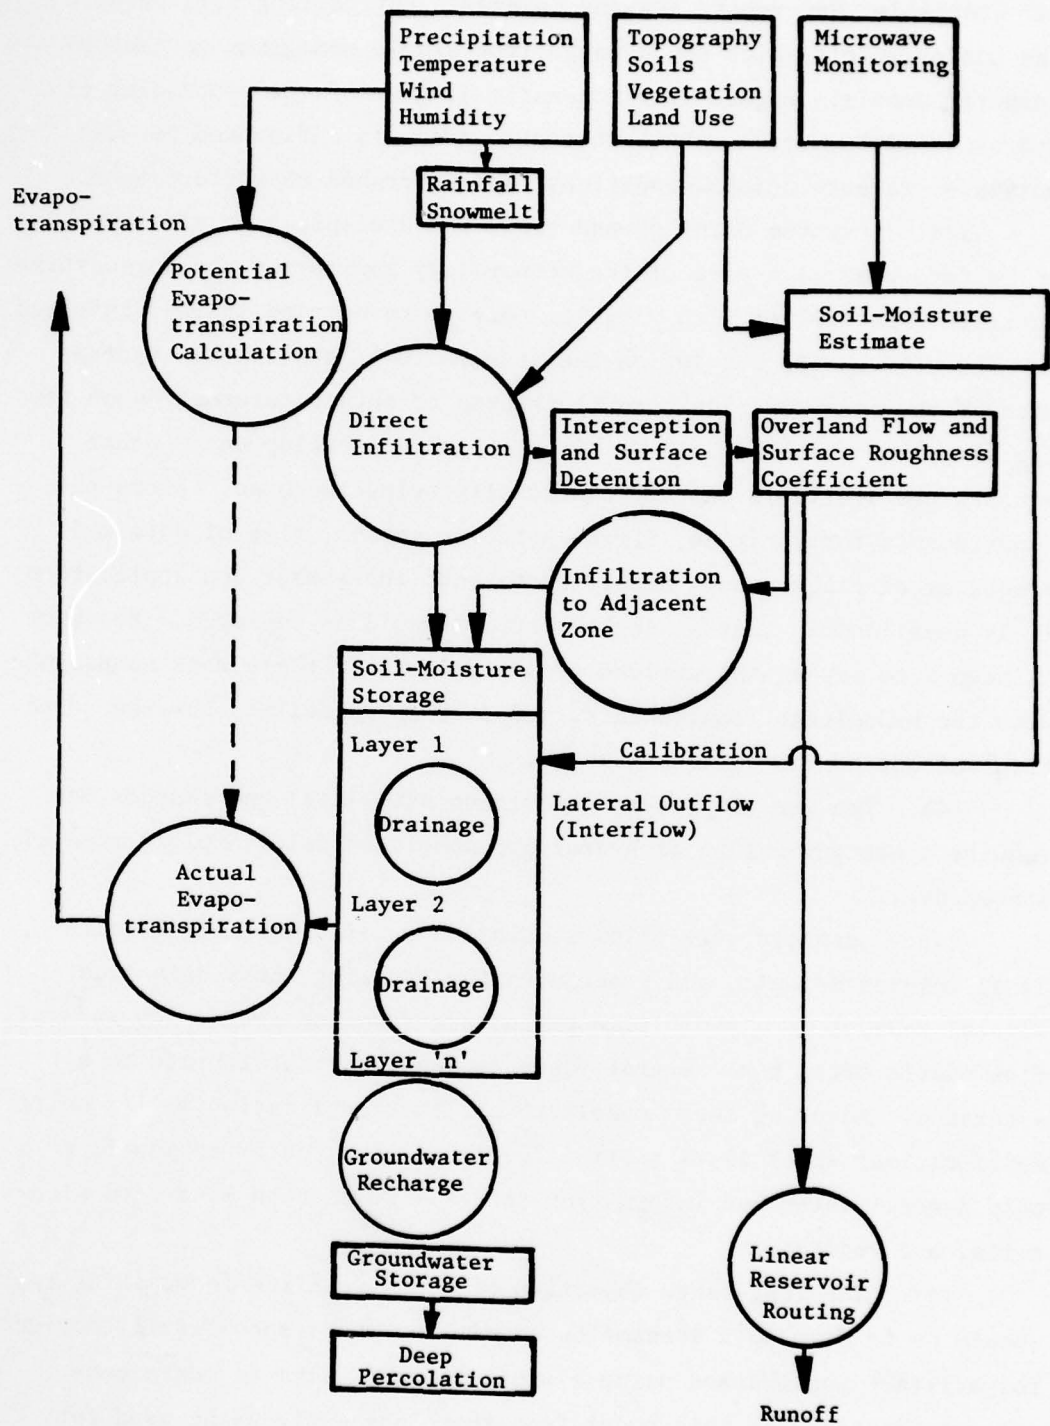 Precipitation
Temperature
Wind
Humidity
Topography
Soils
Vegetation
Land Use
Microwave
Monitoring
Rainfall
Snowmelt
Evapo-
transpiration
Potential
Evapo-
transpiration
Calculation
Soil-Moisture
Estimate
Direct
Infiltration
Interception
and Surface
Detention
Overland Flow and
Surface Roughness
Coefficient
Infiltration
to Adjacent
Zone
Soil-Moisture
Storage
Layer 1
Calibration
Drainage
Lateral Outflow
(Interflow)
Actual
Evapo-
transpiration
Layer 2
Drainage
Layer 'n'
Groundwater
Recharge
Groundwater
Storage
Linear
Reservoir
Routing
Deep
Percolation
Runoff